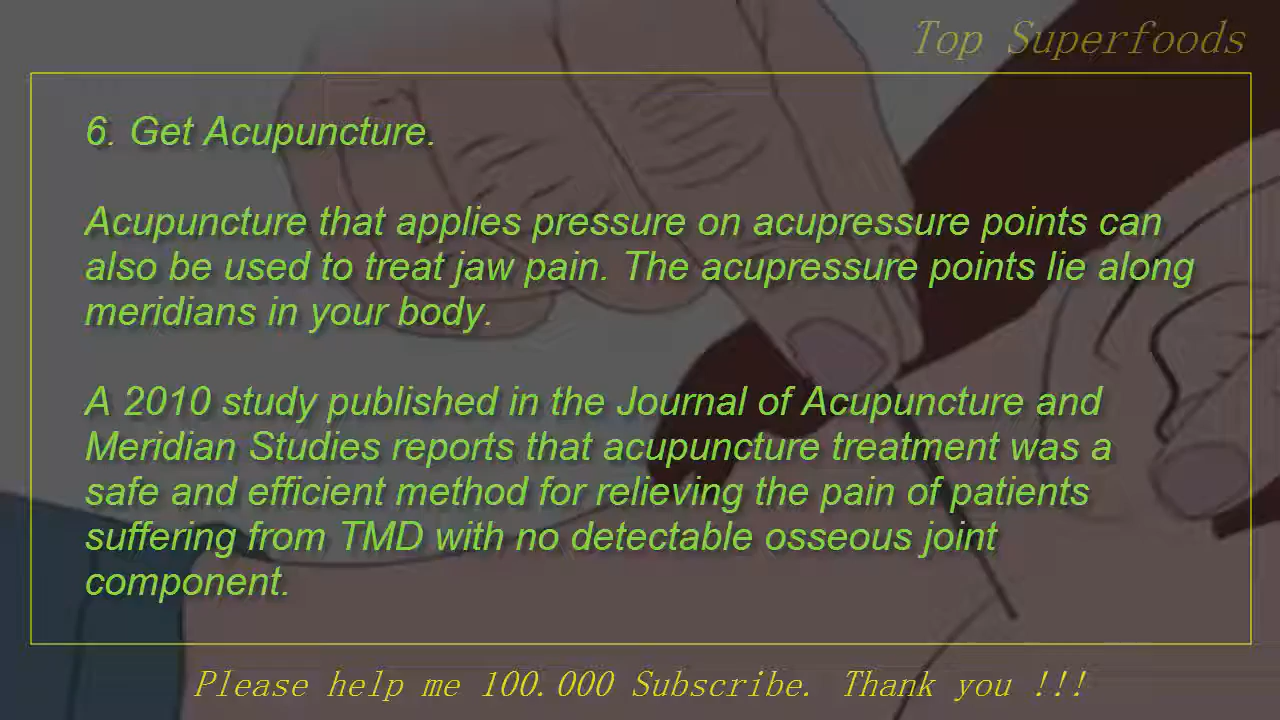 Top Superfoods
6. Get Acupuncture.
Acupuncture that applies pressure on acupressure points can
also be used to treat jaw pain. The acupressure points lie along
meridians in your body.
A 2010 study published in the Journal of Acupuncture and
Meridian Studies reports that acupuncture treatment was a
safe and efficient method for relieving the pain of patients
suffering from TMD with no detectable osseous joint
component.
Please help me 100.000 Subscribe. Thank you !!!